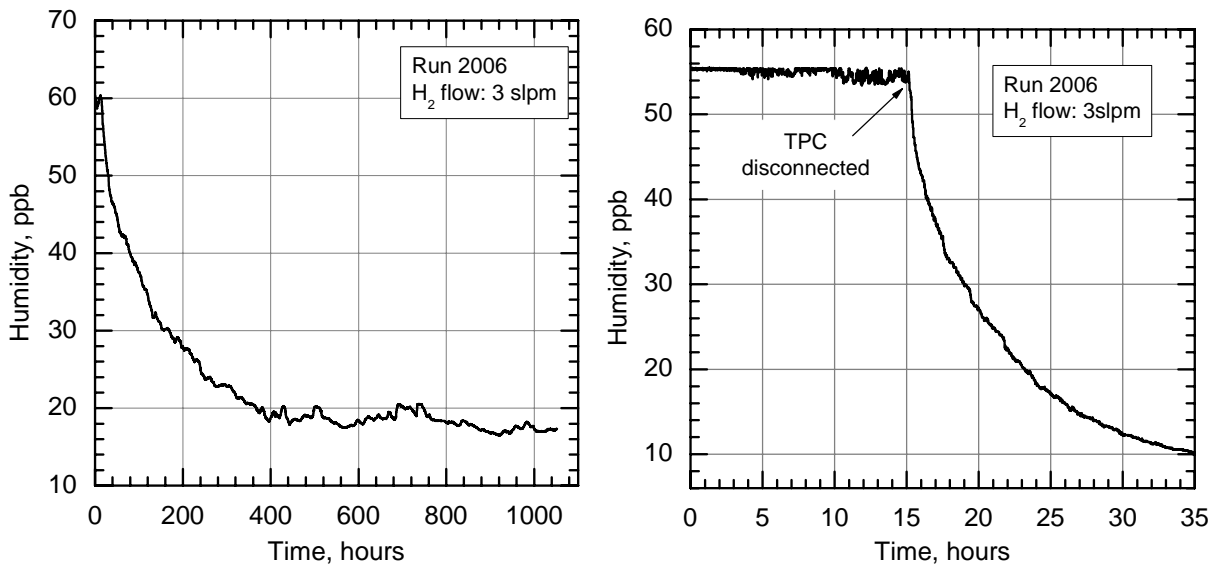 70
60
50
40
30
20
10
Humidity, ppb
Run 2006
H₂ flow: 3 slpm
0 200 400 600 800 1000
Time, hours
60
50
40
30
20
10
Humidity, ppb
Run 2006
H₂ flow: 3slpm
TPC
disconnected
0 5 10 15 20 25 30 35
Time, hours